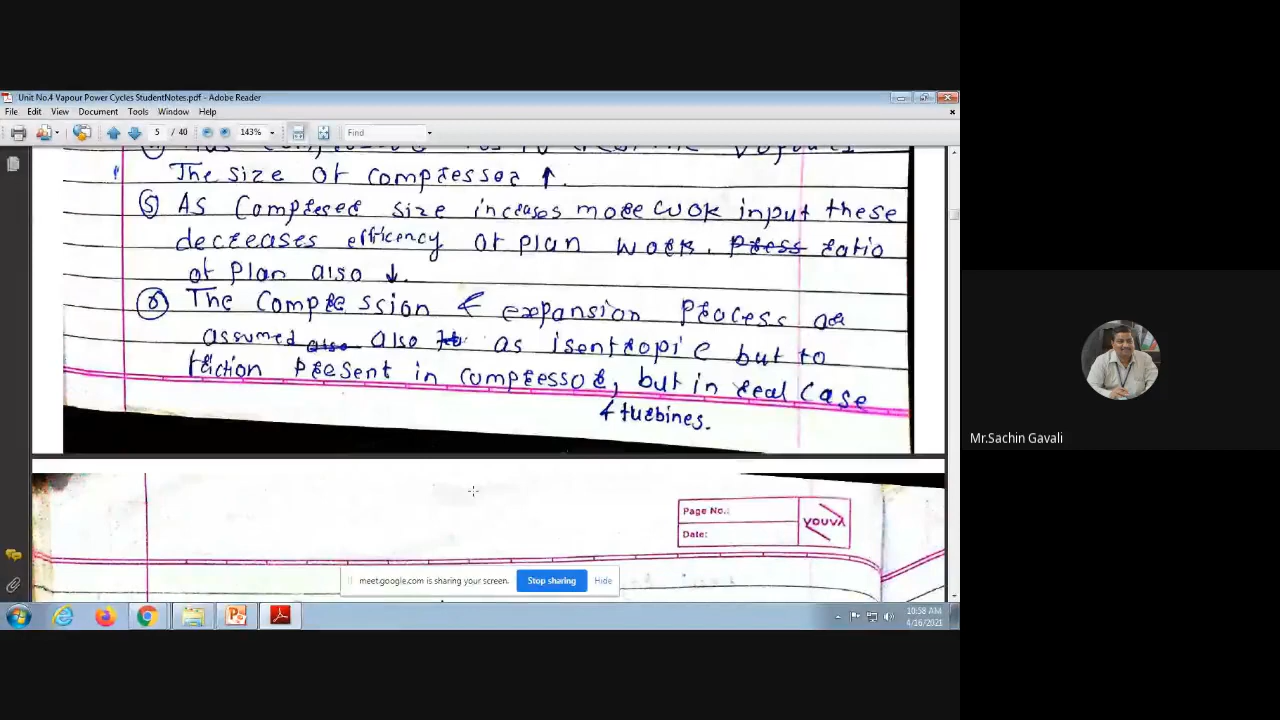 Unit No.4 Vapour Power Cycles StudentNotes.pdf - Adobe Reader
File Edit View Document Tools Window Help
5 / 40 143% Find
The size of compressor ↑.
⑤ As Compresed size increses more work input these
decreases efficency of plan work. Press ratio
of plan also ↓.
⑥ The Compression & expansion Process are
assumed also also as isentropic but to
friction present in compressor, but in real case
& turbines.
Page No.:
youva
Date:
meet.google.com is sharing your screen. Stop sharing Hide
10:58 AM
4/16/2021
Mr.Sachin Gavali